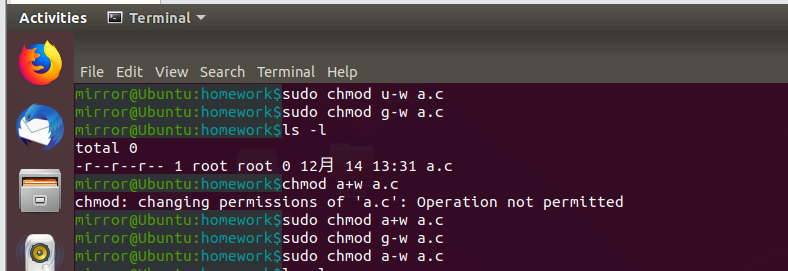 Activities Terminal
File Edit View Search Terminal Help
mirror@Ubuntu:homework$sudo chmod u-w a.c
mirror@Ubuntu:homework$sudo chmod g-w a.c
mirror@Ubuntu:homework$ls -l
total 0
-r--r--r-- 1 root root 0 12月 14 13:31 a.c
mirror@Ubuntu:homework$chmod a+w a.c
chmod: changing permissions of 'a.c': Operation not permitted
mirror@Ubuntu:homework$sudo chmod a+w a.c
mirror@Ubuntu:homework$sudo chmod g-w a.c
mirror@Ubuntu:homework$sudo chmod a-w a.c